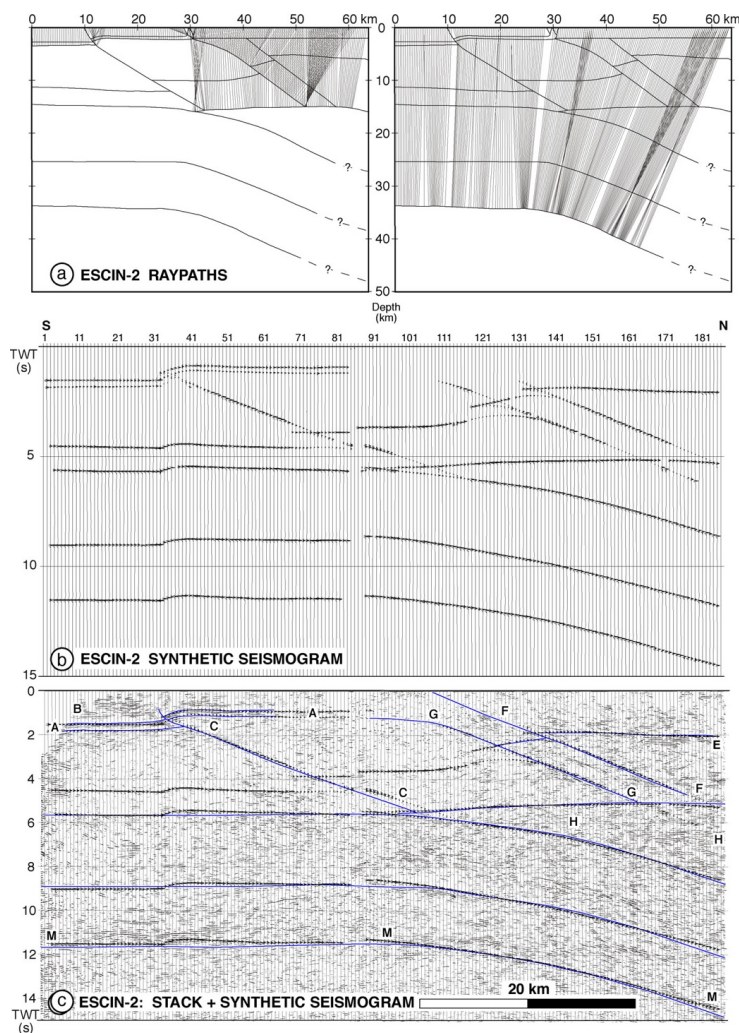 0 10 20 30 40 50 60 km
0 10 20 30 40 50 60 km
0
10
20
30
40
50
Depth
(km)
?
?
?
?
?
?
a ESCIN-2 RAYPATHS
S N
1 11 21 31 41 51 61 71 81 91 101 111 121 131 141 151 161 171 181
TWT
(s)
5
10
15
b ESCIN-2 SYNTHETIC SEISMOGRAM
0
2
4
6
8
10
12
14
TWT
(s)
B
A
C
A
G
F
E
C
G
F
H
H
M
M
M
20 km
c ESCIN-2: STACK + SYNTHETIC SEISMOGRAM